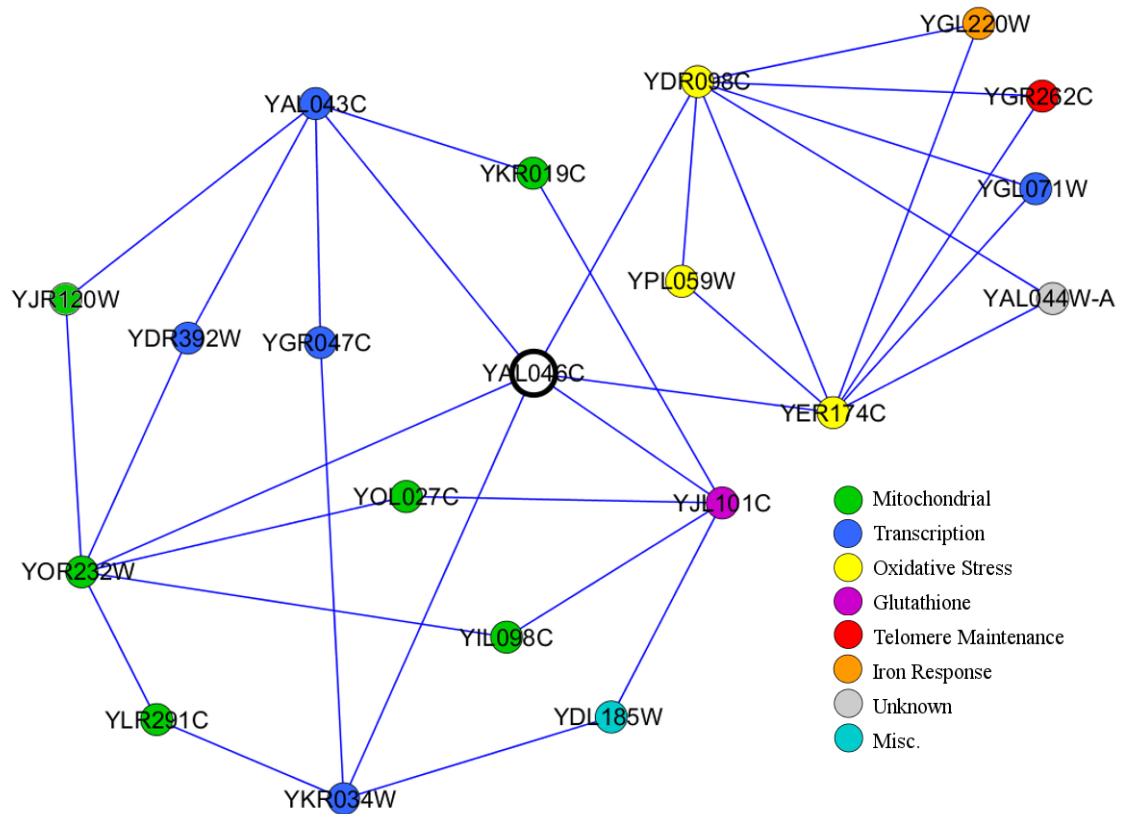 YGL220W
YDR098C
YGR262C
YAL043C
YKR019C
YGL071W
YPL059W
YJR120W
YAL044W-A
YDR392W
YGR047C
YAL046C
YER174C
YOL027C
YJL101C
YOR232W
YIL098C
YLR291C
YDL185W
YKR034W
Mitochondrial
Transcription
Oxidative Stress
Glutathione
Telomere Maintenance
Iron Response
Unknown
Misc.